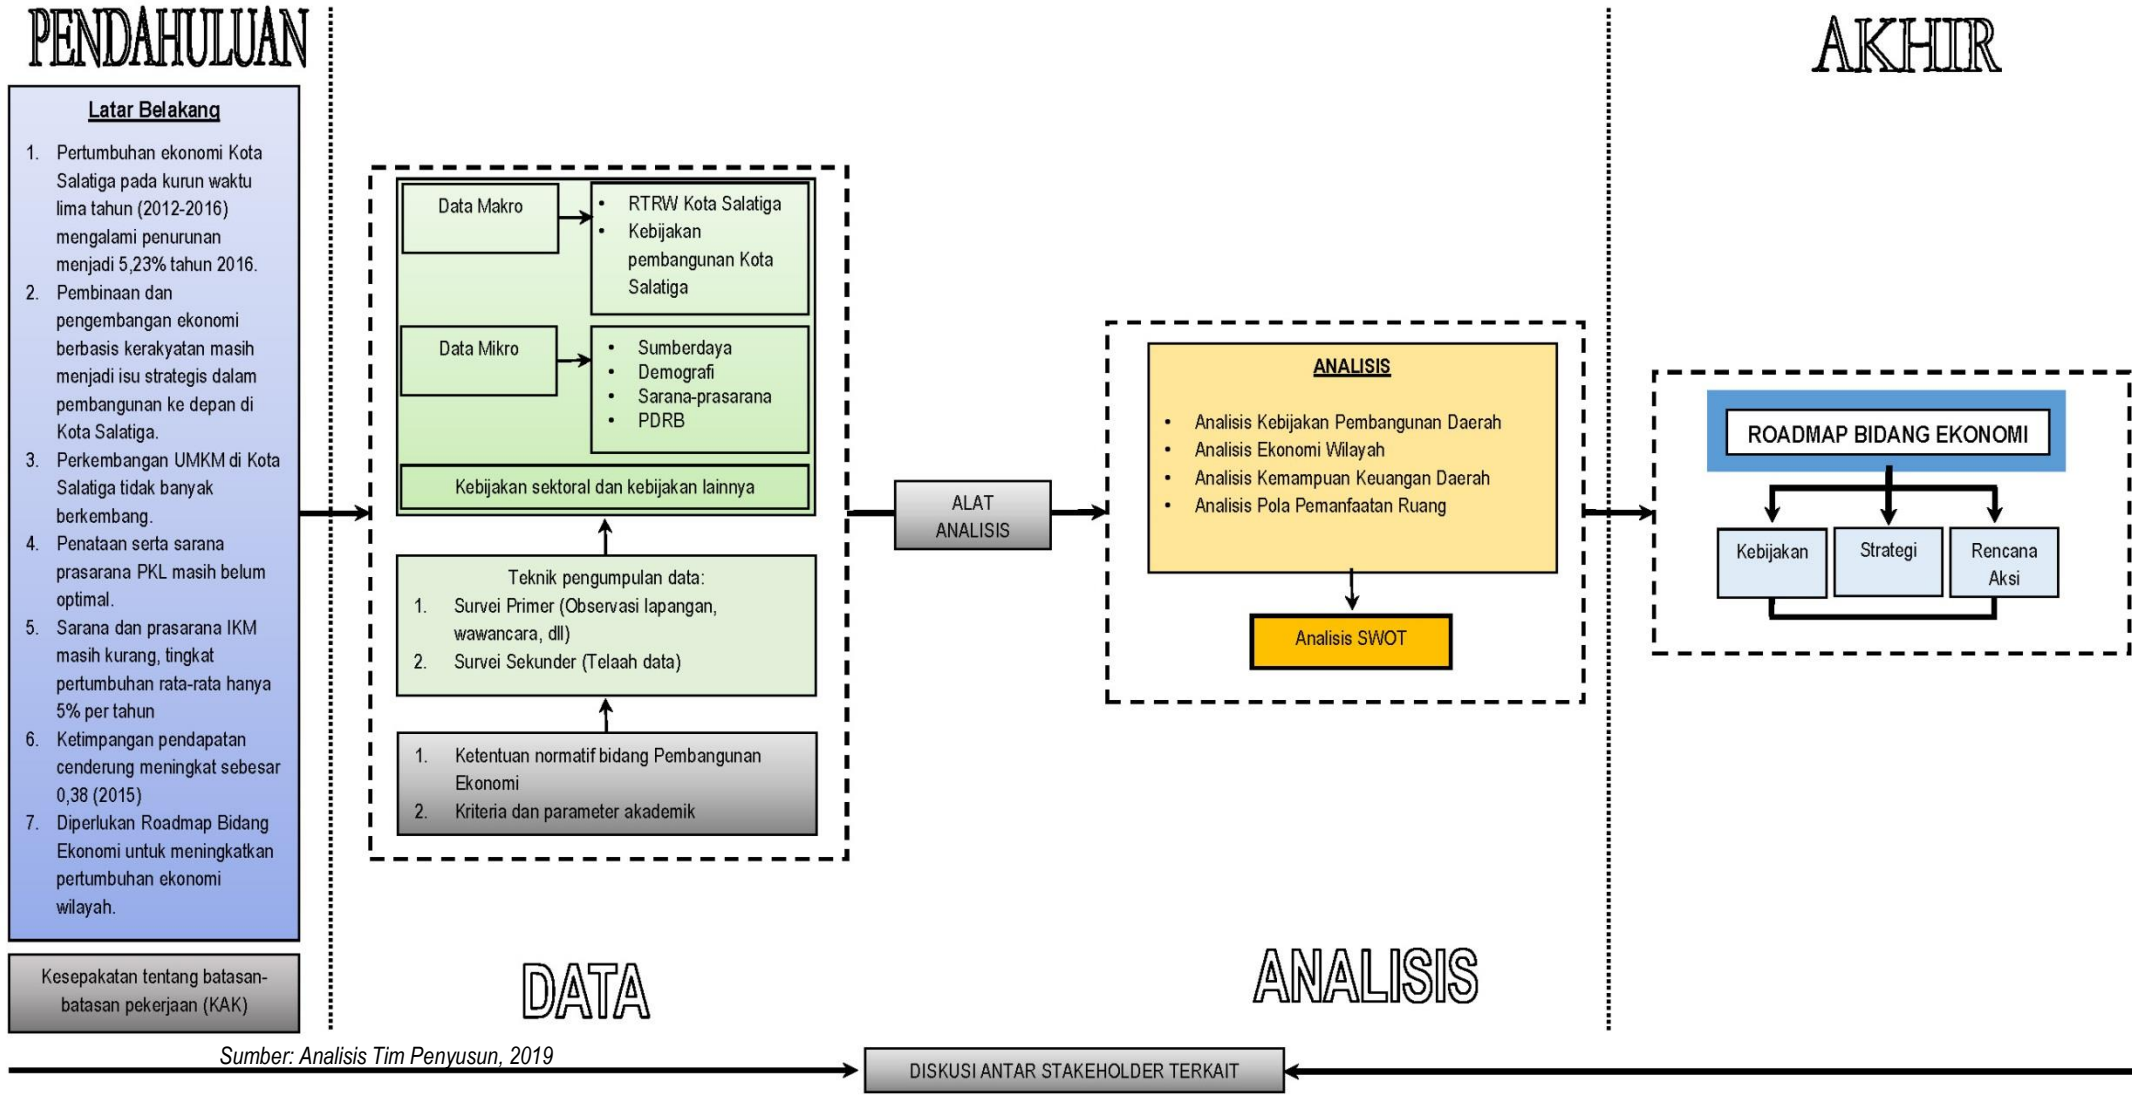 PENDAHULUAN
Latar Belakang
1. Pertumbuhan ekonomi Kota
Salatiga pada kurun waktu
lima tahun (2012-2016)
mengalami penurunan
menjadi 5,23% tahun 2016.
2. Pembinaan dan
pengembangan ekonomi
berbasis kerakyatan masih
menjadi isu strategis dalam
pembangunan ke depan di
Kota Salatiga.
3. Perkembangan UMKM di Kota
Salatiga tidak banyak
berkembang.
4. Penataan serta sarana
prasarana PKL masih belum
optimal.
5. Sarana dan prasarana IKM
masih kurang, tingkat
pertumbuhan rata-rata hanya
5% per tahun
6. Ketimpangan pendapatan
cenderung meningkat sebesar
0,38 (2015)
7. Diperlukan Roadmap Bidang
Ekonomi untuk meningkatkan
pertumbuhan ekonomi
wilayah.
Kesepakatan tentang batasan-
batasan pekerjaan (KAK)
Data Makro
• RTRW Kota Salatiga
• Kebijakan
pembangunan Kota
Salatiga
Data Mikro
• Sumberdaya
• Demografi
• Sarana-prasarana
• PDRB
Kebijakan sektoral dan kebijakan lainnya
Teknik pengumpulan data:
1. Survei Primer (Observasi lapangan,
wawancara, dll)
2. Survei Sekunder (Telaah data)
1. Ketentuan normatif bidang Pembangunan
Ekonomi
2. Kriteria dan parameter akademik
DATA
ALAT
ANALISIS
ANALISIS
• Analisis Kebijakan Pembangunan Daerah
• Analisis Ekonomi Wilayah
• Analisis Kemampuan Keuangan Daerah
• Analisis Pola Pemanfaatan Ruang
Analisis SWOT
ANALISIS
AKHIR
ROADMAP BIDANG EKONOMI
Kebijakan
Strategi
Rencana
Aksi
Sumber: Analisis Tim Penyusun, 2019
DISKUSI ANTAR STAKEHOLDER TERKAIT